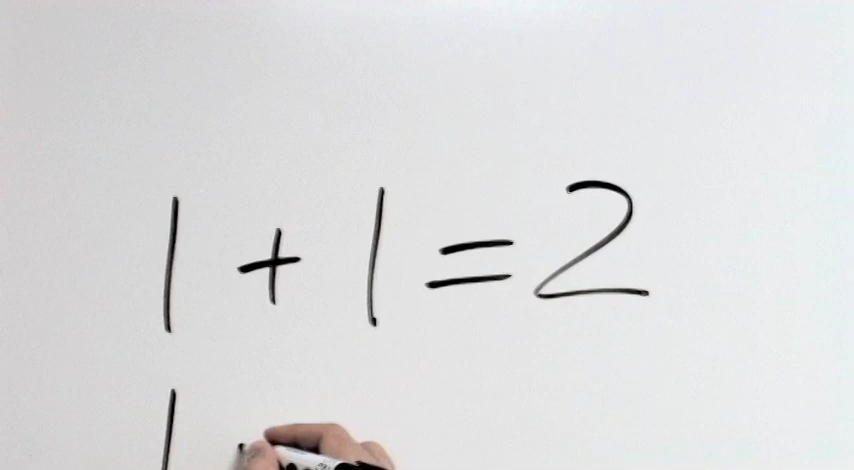 1 + 1 = 2
1